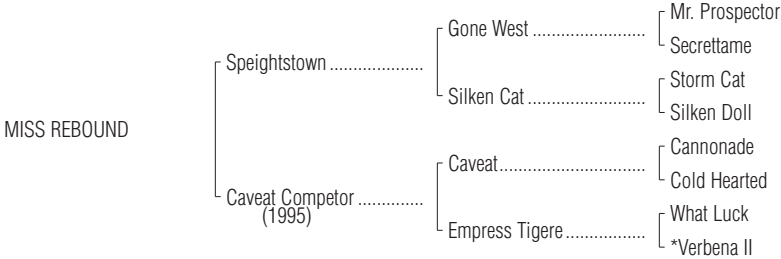 Mr. Prospector
Gone West ........................
Secrettame
Speightstown ....................
Storm Cat
Silken Cat .........................
Silken Doll
MISS REBOUND
Cannonade
Caveat...............................
Cold Hearted
Caveat Competor ..............
(1995)
What Luck
Empress Tigere.................
*Verbena II